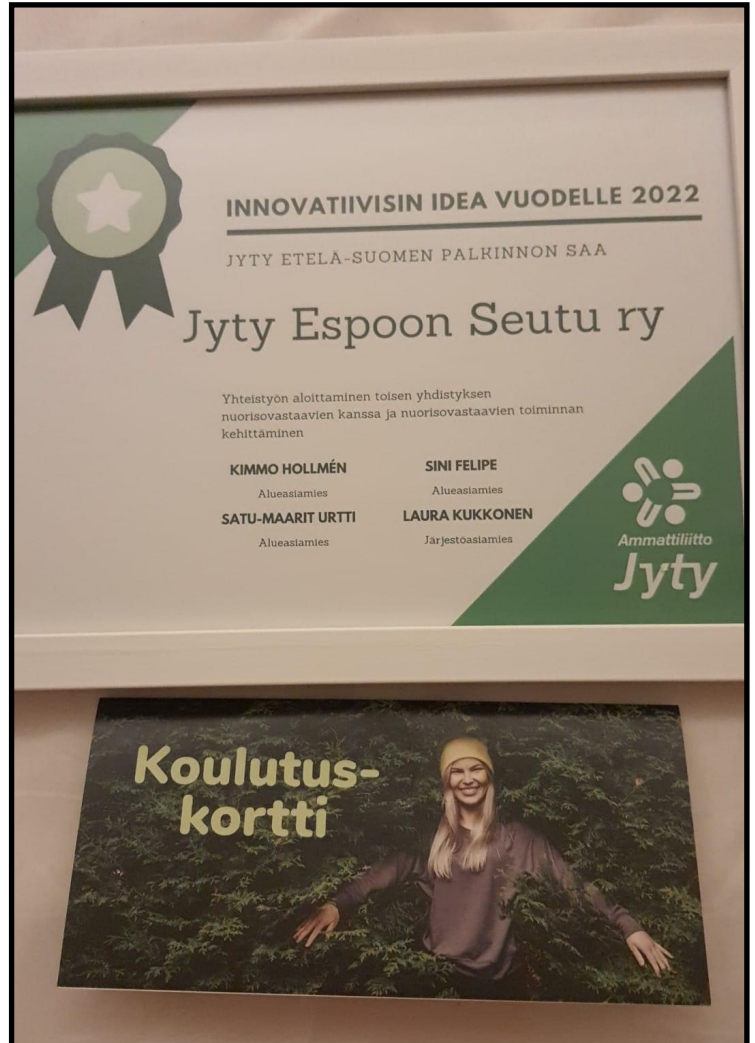 INNOVATIIVISIN IDEA VUODELLE 2022
JYTY ETELÄ-SUOMEN PALKINNON SAA
Jyty Espoon Seutu ry
Yhteistyön aloittaminen toisen yhdistyksen
nuorisovastaavien kanssa ja nuorisovastaavien toiminnan
kehittäminen
KIMMO HOLLMÉN
Alueasiamies
SINI FELIPE
Alueasiamies
SATU-MAARIT URTTI
Alueasiamies
LAURA KUKKONEN
Järjestöasiamies
Ammattiliitto
Jyty
Koulutus-
kortti